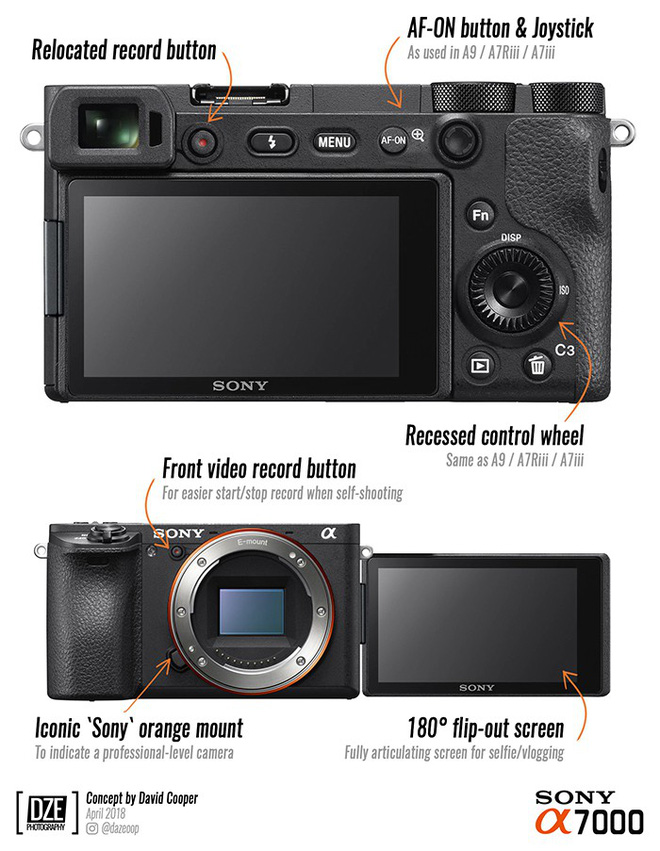 AF-ON button & Joystick
As used in A9 / A7Riii / A7iii
Relocated record button
MENU
AF-ON
Fn
DISP
ISO
C3
SONY
Recessed control wheel
Same as A9 / A7Riii / A7iii
Front video record button
For easier start/stop record when self-shooting
SONY
α
E-mount
SONY
Iconic ‘Sony‘ orange mount
To indicate a professional-level camera
180° flip-out screen
Fully articulating screen for selfie/vlogging
DZE
PHOTOGRAPHY
Concept by David Cooper
April 2018
@dazeoop
SONY
α7000